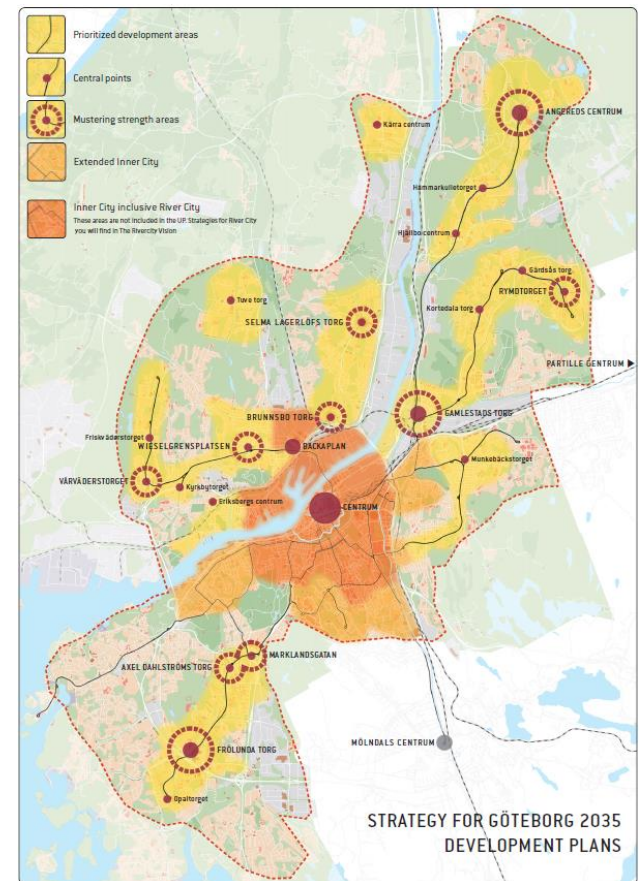 Prioritized development areas
Central points
Mustering strength areas
Extended Inner City
Inner City inclusive River City
These areas are not included in the UP. Strategies for River City
you will find in The Rivercity Vision
Kärra centrum
ANGEREDS CENTRUM
Hammarkulletorget
Hjällbo centrum
Gårdsås torg
RYMDTORGET
Tuve torg
Kortedala torg
SELMA LAGERLÖFS TORG
PARTILLE CENTRUM
BRUNNSBO TORG
GAMLESTADS TORG
Friskväderstorget
WIESELGRENSPLATSEN
BACKAPLAN
Munkebäckstorget
VÅRVÄDERSTORGET
Kyrkbytorget
Eriksbergs centrum
CENTRUM
MARKLANDSGATAN
AXEL DAHLSTRÖMS TORG
MÖLNDALS CENTRUM
FRÖLUNDA TORG
Opaltorget
STRATEGY FOR GÖTEBORG 2035
DEVELOPMENT PLANS